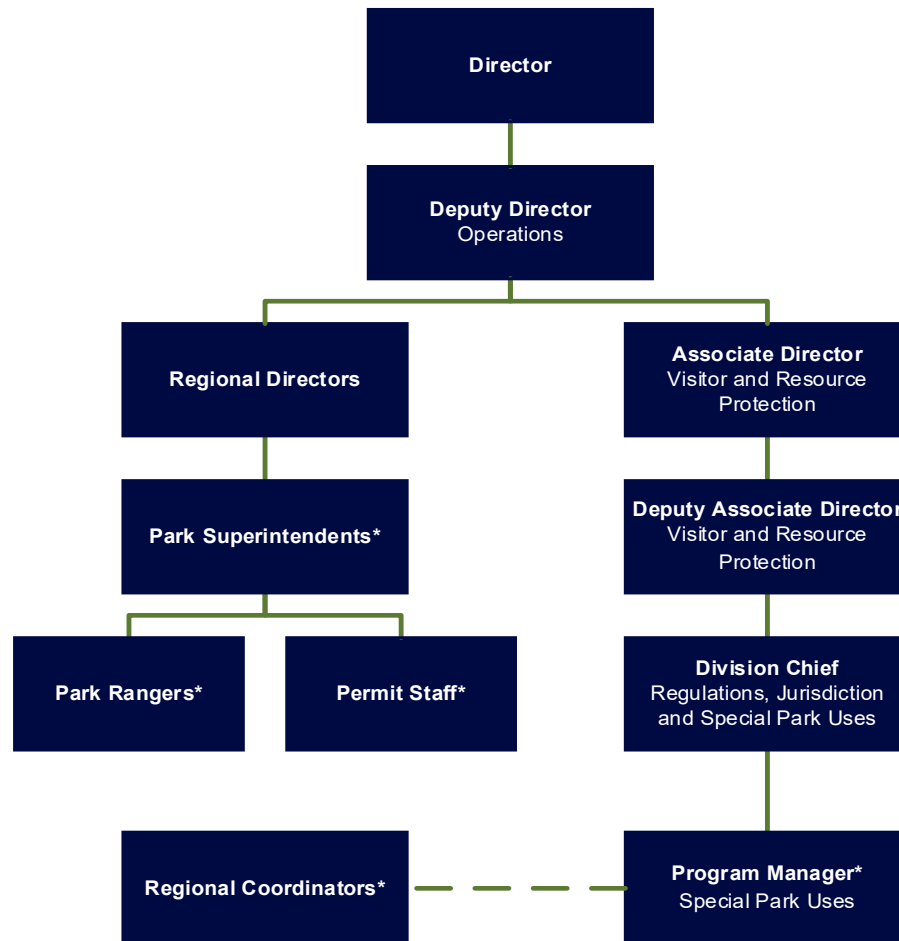 Director
Deputy Director
Operations
Regional Directors
Associate Director
Visitor and Resource
Protection
Park Superintendents*
Deputy Associate Director
Visitor and Resource
Protection
Park Rangers*
Permit Staff*
Division Chief
Regulations, Jurisdiction
and Special Park Uses
Regional Coordinators*
Program Manager*
Special Park Uses